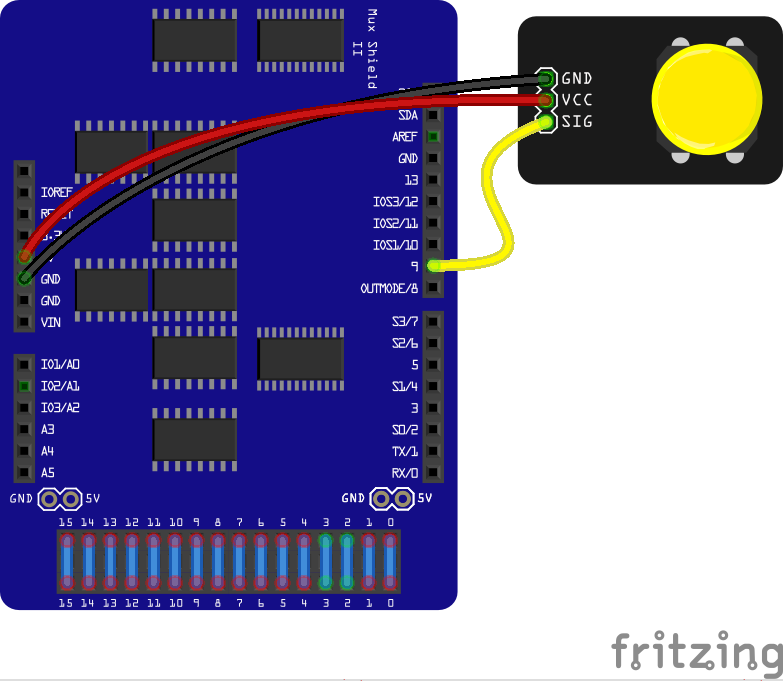 Mux Shield
II
GND
VCC
SIG
SDA
AREF
GND
13
IOS3/12
IOS2/11
IOS1/10
9
OUTMODE/8
IOREF
GND
GND
VIN
S3/7
S2/6
5
S1/4
3
S0/2
TX/1
RX/0
IO1/A0
IO2/A1
IO3/A2
A3
A4
A5
GND 5V
GND 5V
15 14 13 12 11 10 9 8 7 6 5 4 3 2 1 0
15 14 13 12 11 10 9 8 7 6 5 4 3 2 1 0
fritzing